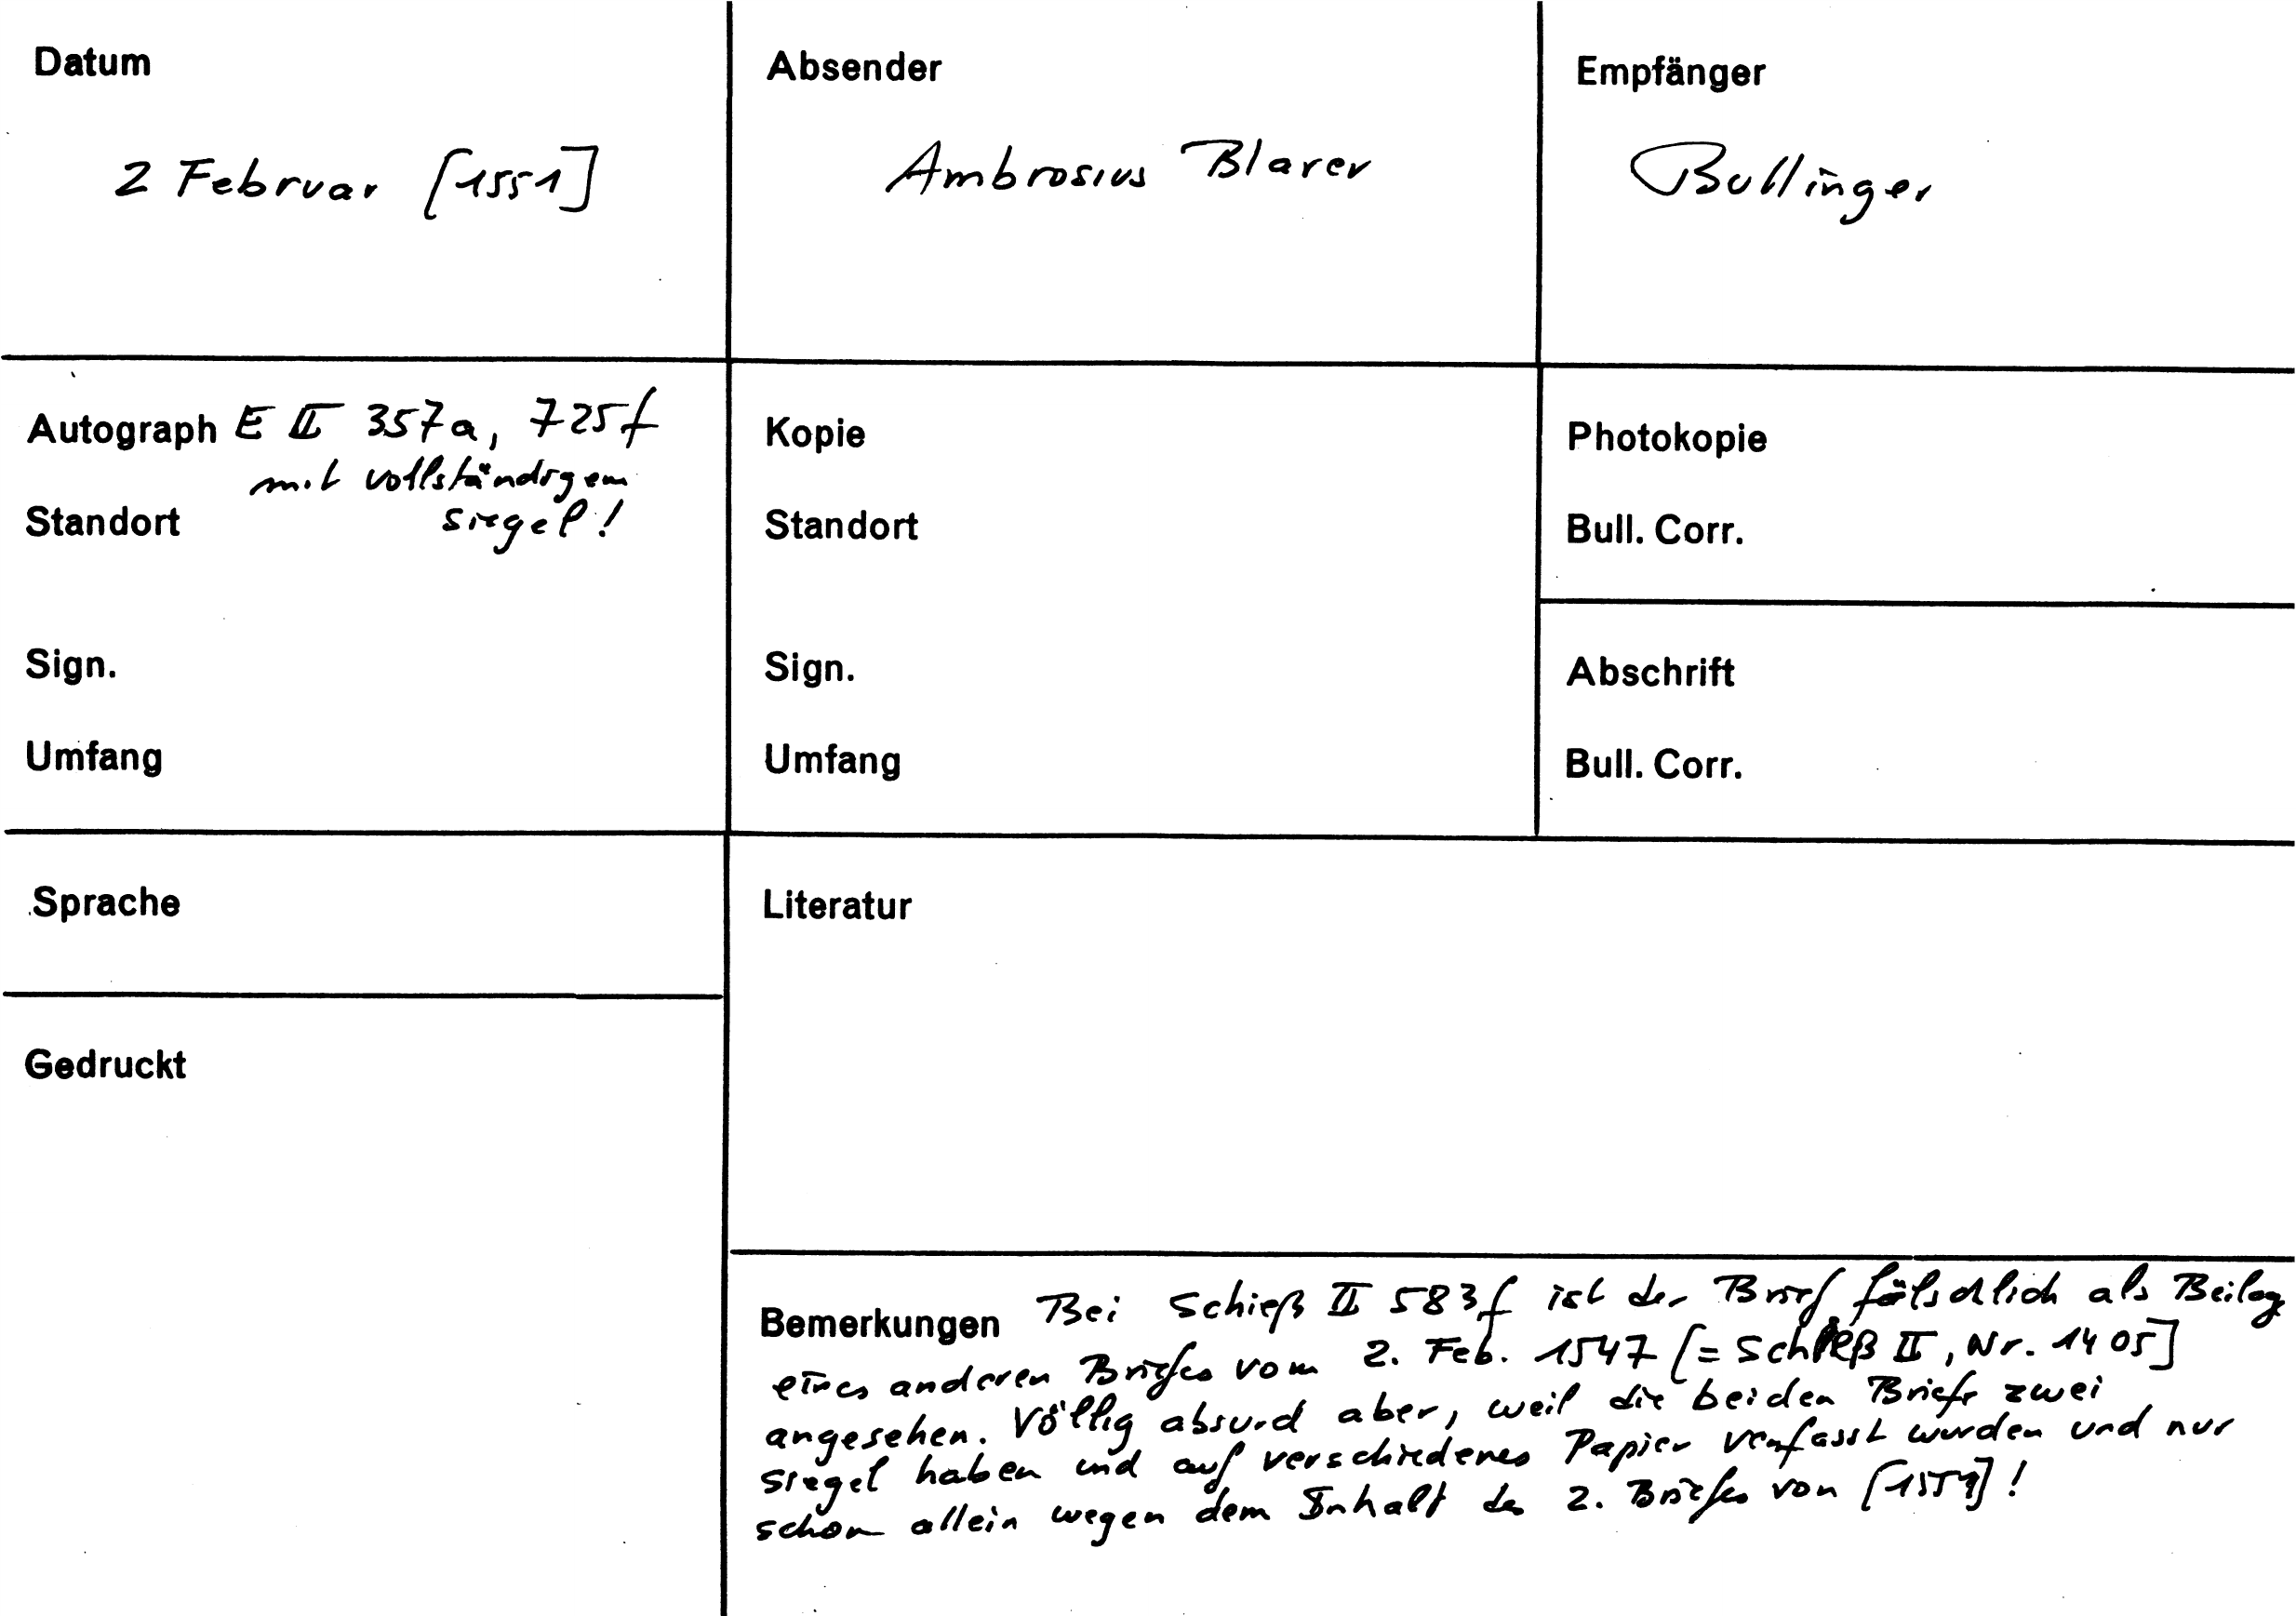 Datum
2 Februar [1551]
Absender
Ambrosius Blarer
Empfänger
Bullinger
Autograph E II 357a, 725f
mit vollständigem
Standort Siegel!
Sign.
Umfang
Kopie
Standort
Sign.
Umfang
Photokopie
Bull. Corr.
Abschrift
Bull. Corr.
Sprache
Gedruckt
Literatur
Bemerkungen Bei Schieß II 583f ist der Brief fälschlich als Beilag
eines anderen Briefes vom 2. Feb. 1547 [= Schieß II, Nr. 1405]
angesehen. Völlig absurd aber, weil die beiden Briefe zwei
Siegel haben und auf verschiedenes Papier verfasst wurden und nur
schon allein wegen dem Inhalt des 2. Briefes von [1551]!